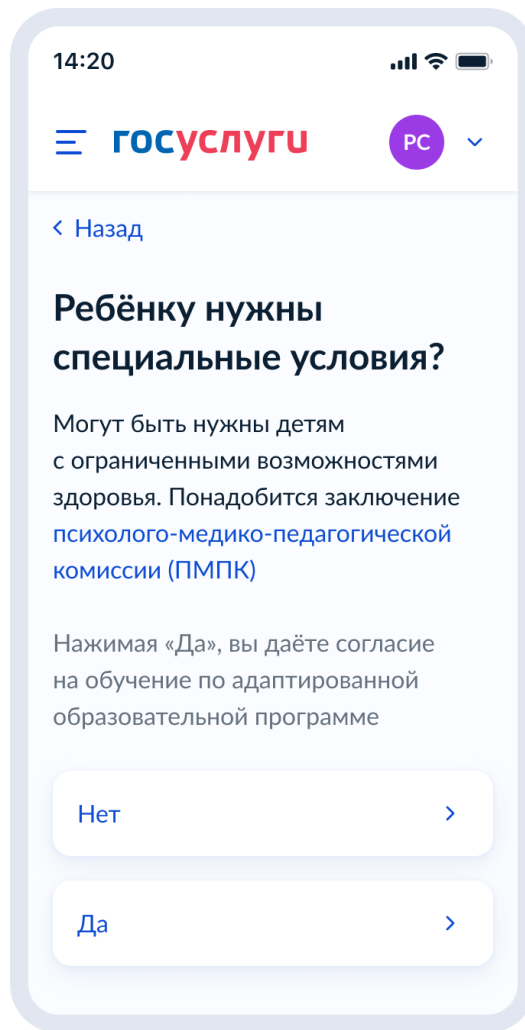 14:20
госуслуги
РС
Назад
Ребёнку нужны
специальные условия?
Могут быть нужны детям
с ограниченными возможностями
здоровья. Понадобится заключение
психолого-медико-педагогической
комиссии (ПМПК)
Нажимая «Да», вы даёте согласие
на обучение по адаптированной
образовательной программе
Нет
Да